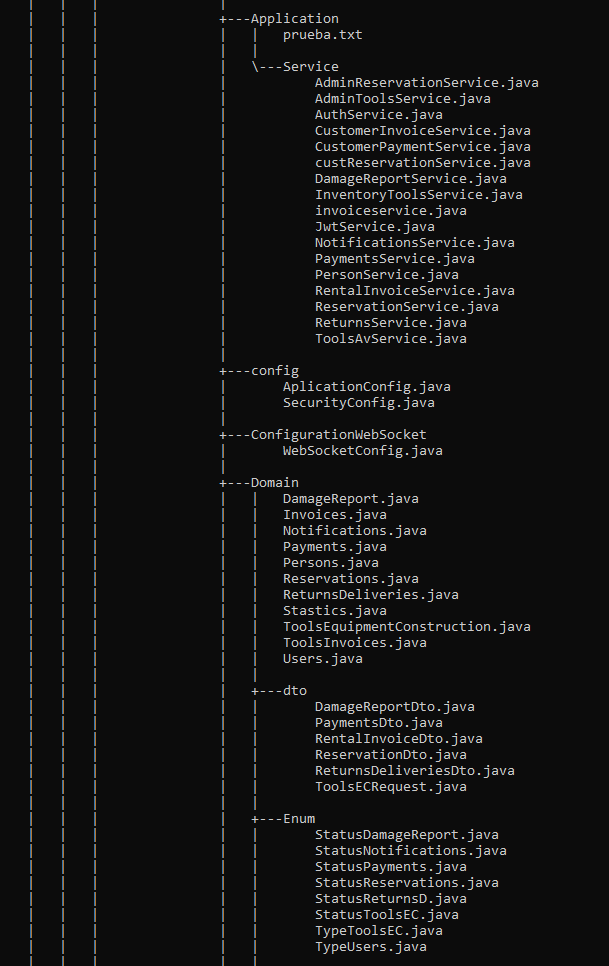 +---Application
prueba.txt
\---Service
AdminReservationService.java
AdminToolsService.java
AuthService.java
CustomerInvoiceService.java
CustomerPaymentService.java
custReservationService.java
DamageReportService.java
InventoryToolsService.java
invoiceservice.java
JwtService.java
NotificationsService.java
PaymentsService.java
PersonService.java
RentalInvoiceService.java
ReservationService.java
ReturnsService.java
ToolsAvService.java
+---config
AplicationConfig.java
SecurityConfig.java
+---ConfigurationWebSocket
WebSocketConfig.java
+---Domain
DamageReport.java
Invoices.java
Notifications.java
Payments.java
Persons.java
Reservations.java
ReturnsDeliveries.java
Stastics.java
ToolsEquipmentConstruction.java
ToolsInvoices.java
Users.java
+---dto
DamageReportDto.java
PaymentsDto.java
RentalInvoiceDto.java
ReservationDto.java
ReturnsDeliveriesDto.java
ToolsECRequest.java
+---Enum
StatusDamageReport.java
StatusNotifications.java
StatusPayments.java
StatusReservations.java
StatusReturnsD.java
StatusToolsEC.java
TypeToolsEC.java
TypeUsers.java